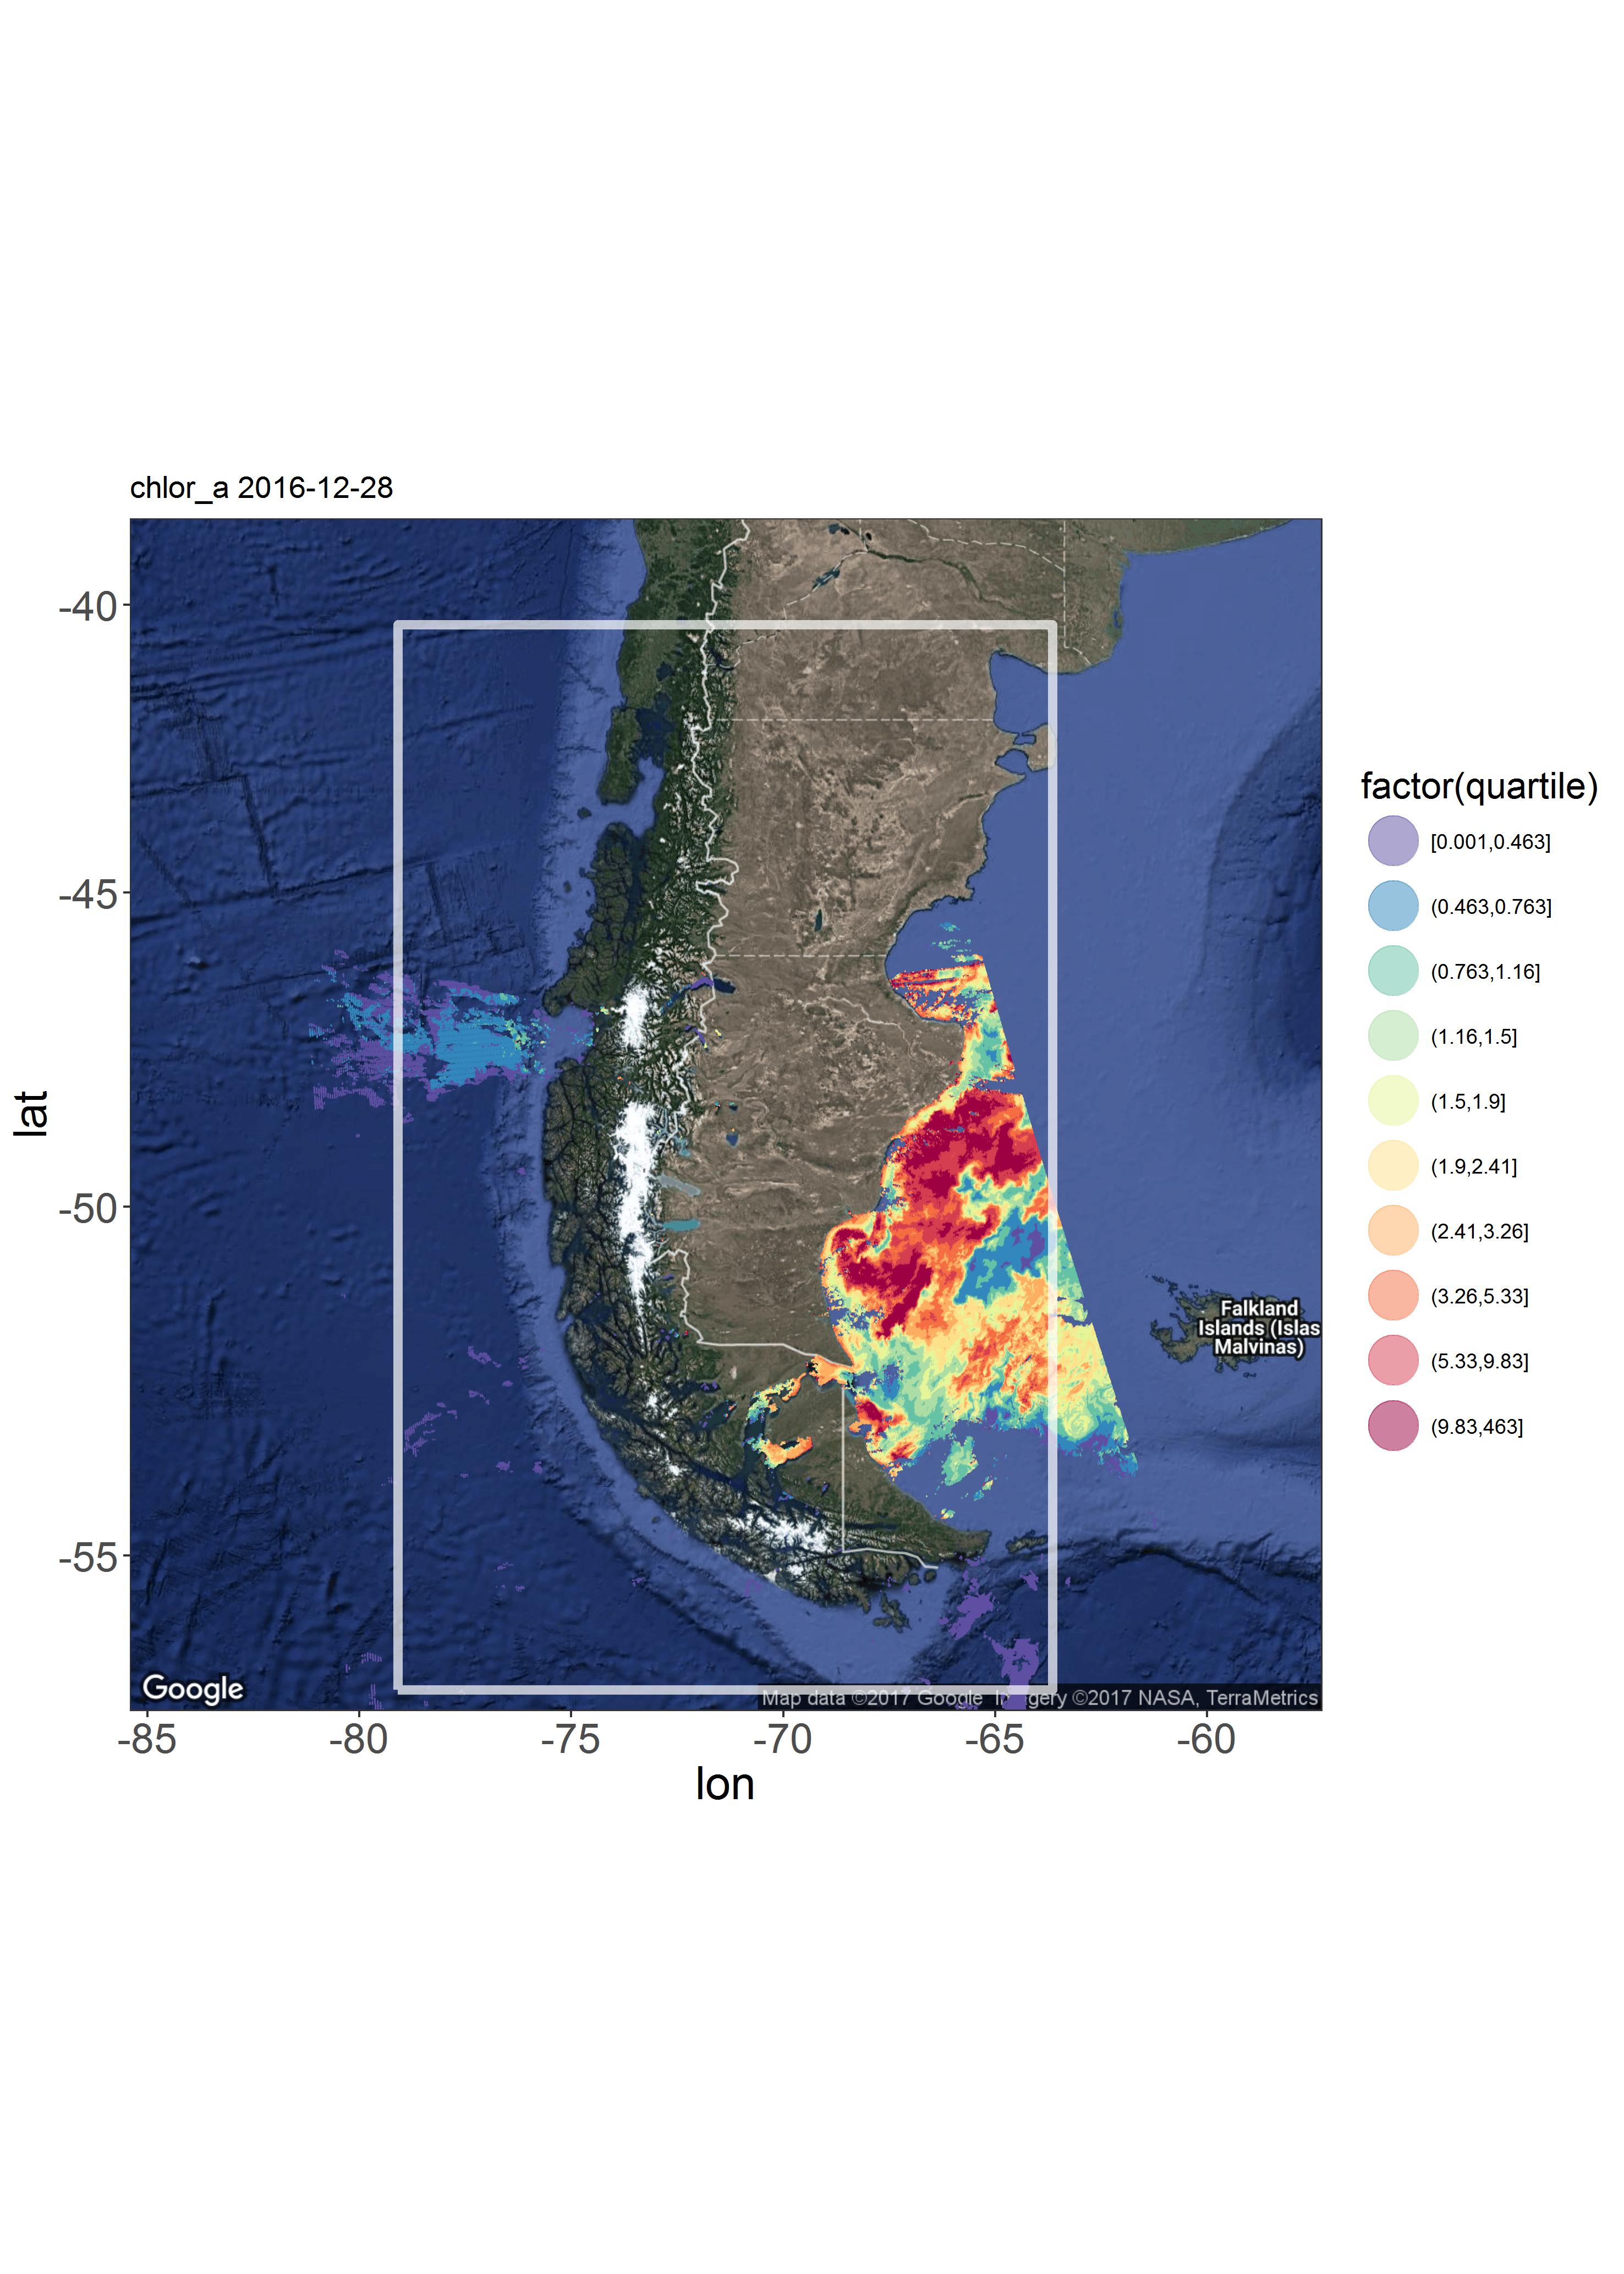 chlor_a 2016-12-28
-40
-45
-50
-55
lat
-85
-80
-75
-70
-65
-60
lon
Falkland
Islands (Islas
Malvinas)
Google
Map data ©2017 Google Imagery ©2017 NASA, TerraMetrics
factor(quartile)
[0.001,0.463]
(0.463,0.763]
(0.763,1.16]
(1.16,1.5]
(1.5,1.9]
(1.9,2.41]
(2.41,3.26]
(3.26,5.33]
(5.33,9.83]
(9.83,463]